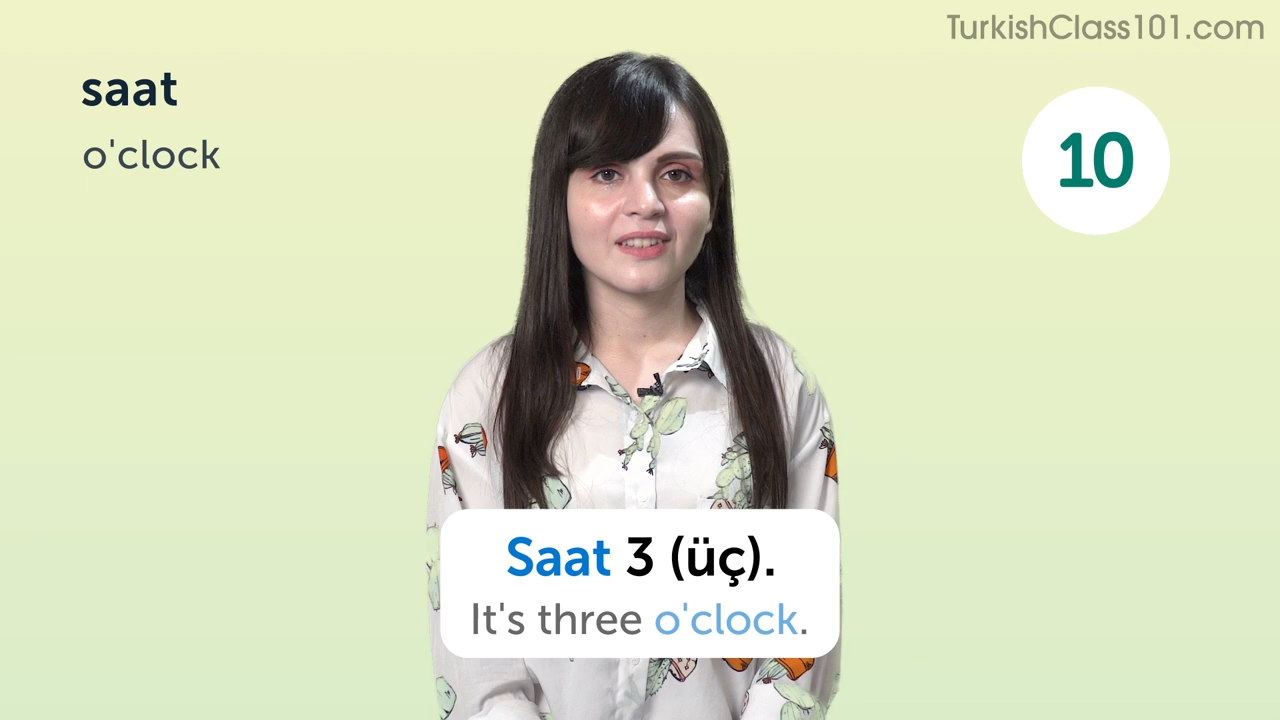 TurkishClass101.com
saat
o'clock
10
Saat 3 (üç).
It's three o'clock.